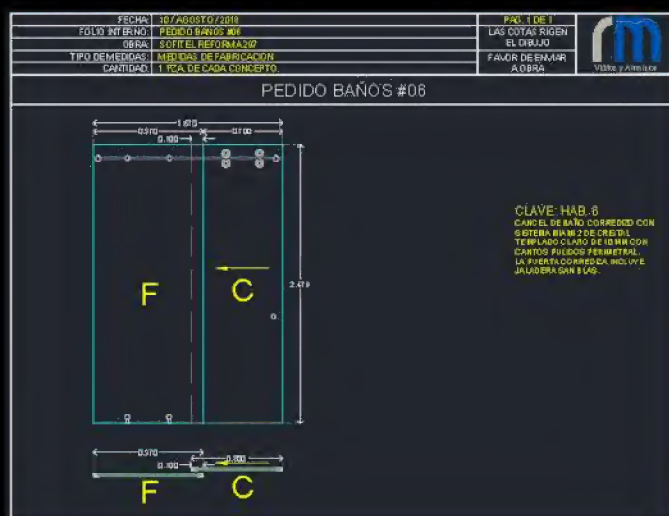 FECHA: 10/AGOSTO/2018
FOLIO INTERNO: PEDIDO BAÑOS #06
OBRA: SOFITEL REFORMA 297
TIPO DE MEDIDAS: MEDIDAS DE FABRICACION
CANTIDAD: 1 PZA. DE CADA CONCEPTO.
PAG. 1 DE 1
LAS COTAS RIGEN
EL DIBUJO
FAVOR DE ENVIAR
A OBRA
rm
Vidrio y Aluminio
PEDIDO BAÑOS #06
0.970
0.700
0.100
2.470
F
C
CLAVE: HAB.-6
CANCEL DE BAÑO CORREDIZO CON
SISTEMA MIAMI 2 DE CRISTAL
TEMPLADO CLARO DE 10 MM CON
CANTOS PULIDOS PERIMETRAL.
LA PUERTA CORREDIZA INCLUYE
JALADERA SAN BLAS.
0.970
0.800
0.100
F
C